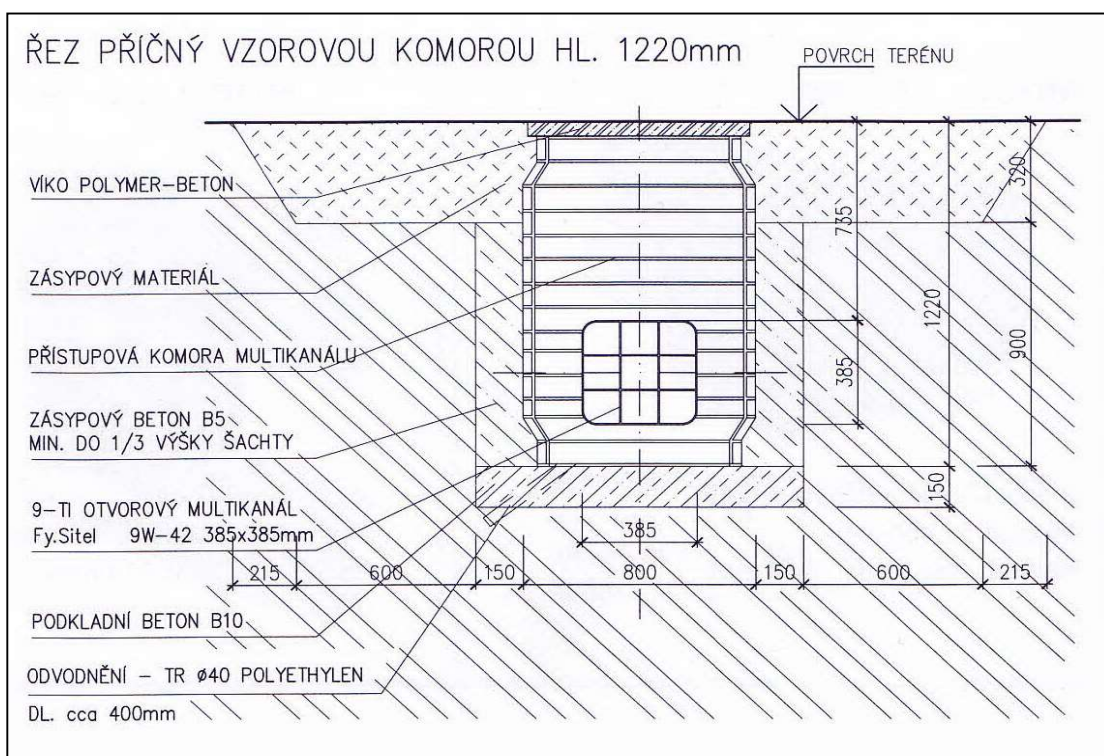 ŘEZ PŘÍČNÝ VZOROVOU KOMOROU HL. 1220mm
POVRCH TERÉNU
VÍKO POLYMER-BETON
ZÁSYPOVÝ MATERIÁL
PŘÍSTUPOVÁ KOMORA MULTIKANÁLU
ZÁSYPOVÝ BETON B5
MIN. DO 1/3 VÝŠKY ŠACHTY
9-TI OTVOROVÝ MULTIKANÁL
Fy.Sitel 9W-42 385x385mm
PODKLADNÍ BETON B10
ODVODNĚNÍ – TR ø40 POLYETHYLEN
DL. cca 400mm
735
385
1220
150
320
900
385
215 600 150 800 150 600 215